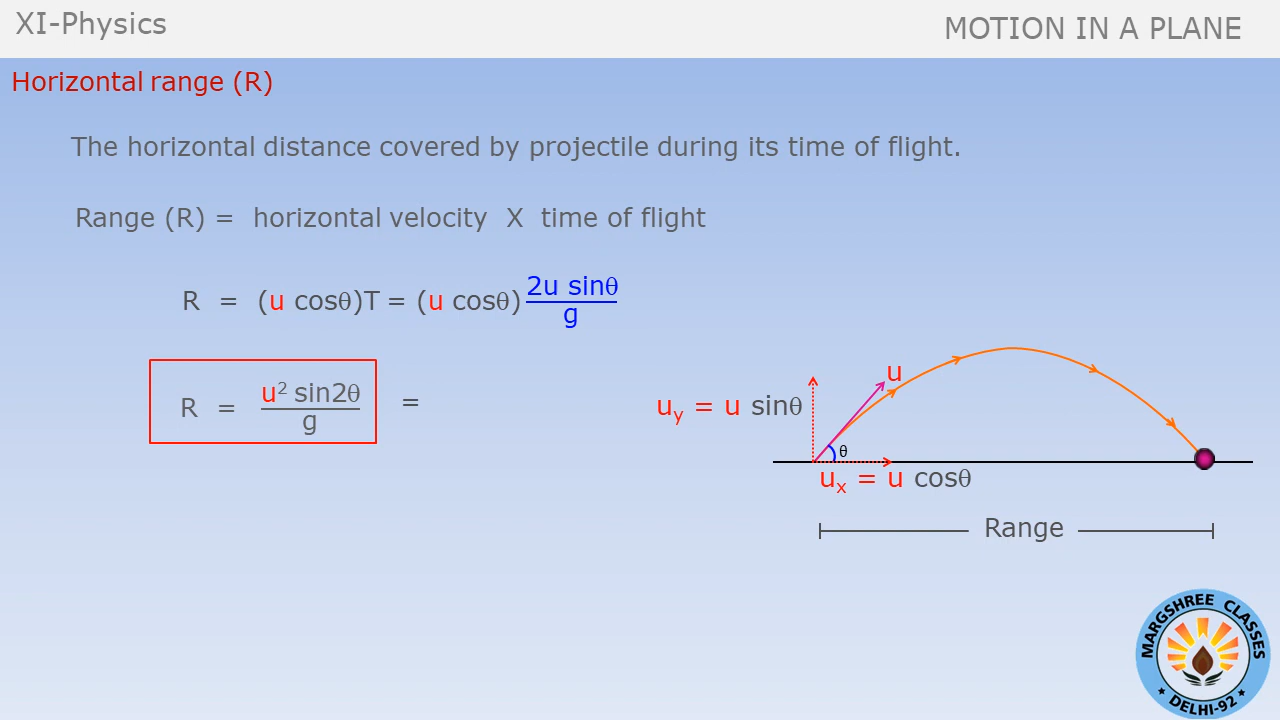 XI-Physics
MOTION IN A PLANE
Horizontal range (R)
The horizontal distance covered by projectile during its time of flight.
Range (R) = horizontal velocity X time of flight
R = (u cosθ)T = (u cosθ) 2u sinθ / g
R = u² sin2θ / g =
u
u_y = u sinθ
θ
u_x = u cosθ
Range
MARGSHREE CLASSES
DELHI-92